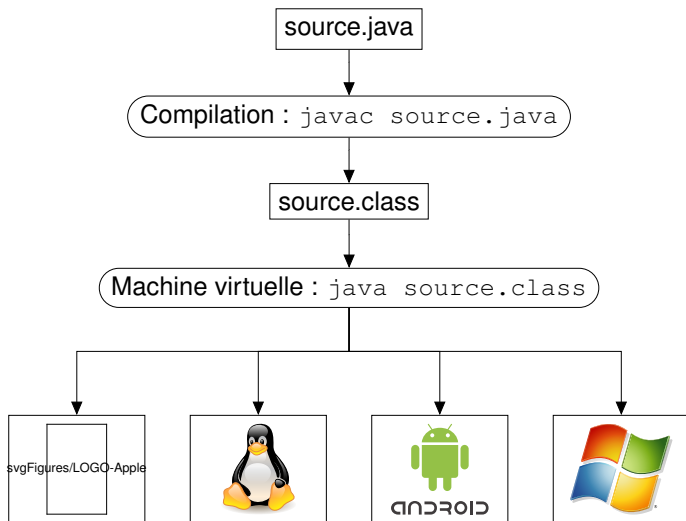 source.java
Compilation : javac source.java
source.class
Machine virtuelle : java source.class
svgFigures/LOGO-Apple
ANDROID